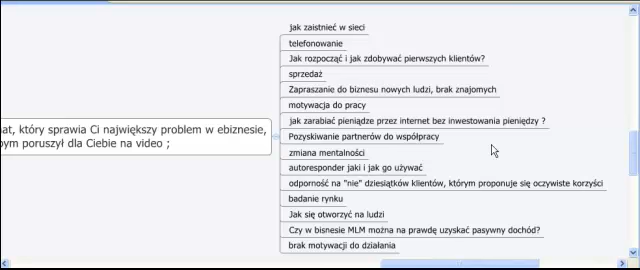 jak zaistnieć w sieci
telefonowanie
Jak rozpocząć i jak zdobywać pierwszych klientów?
sprzedaż
Zapraszanie do biznesu nowych ludzi, brak znajomych
motywacja do pracy
jak zarabiać pieniądze przez internet bez inwestowania pieniędzy ?
Pozyskiwanie partnerów do współpracy
zmiana mentalności
autoresponder jaki i jak go używać
odporność na "nie" dziesiątków klientów, którym proponuje się oczywiste korzyści
badanie rynku
Jak się otworzyć na ludzi
Czy w bisnesie MLM można na prawdę uzyskać pasywny dochód?
brak motywacji do działania
który sprawia Ci największy problem w ebiznesie,
poruszył dla Ciebie na video ;